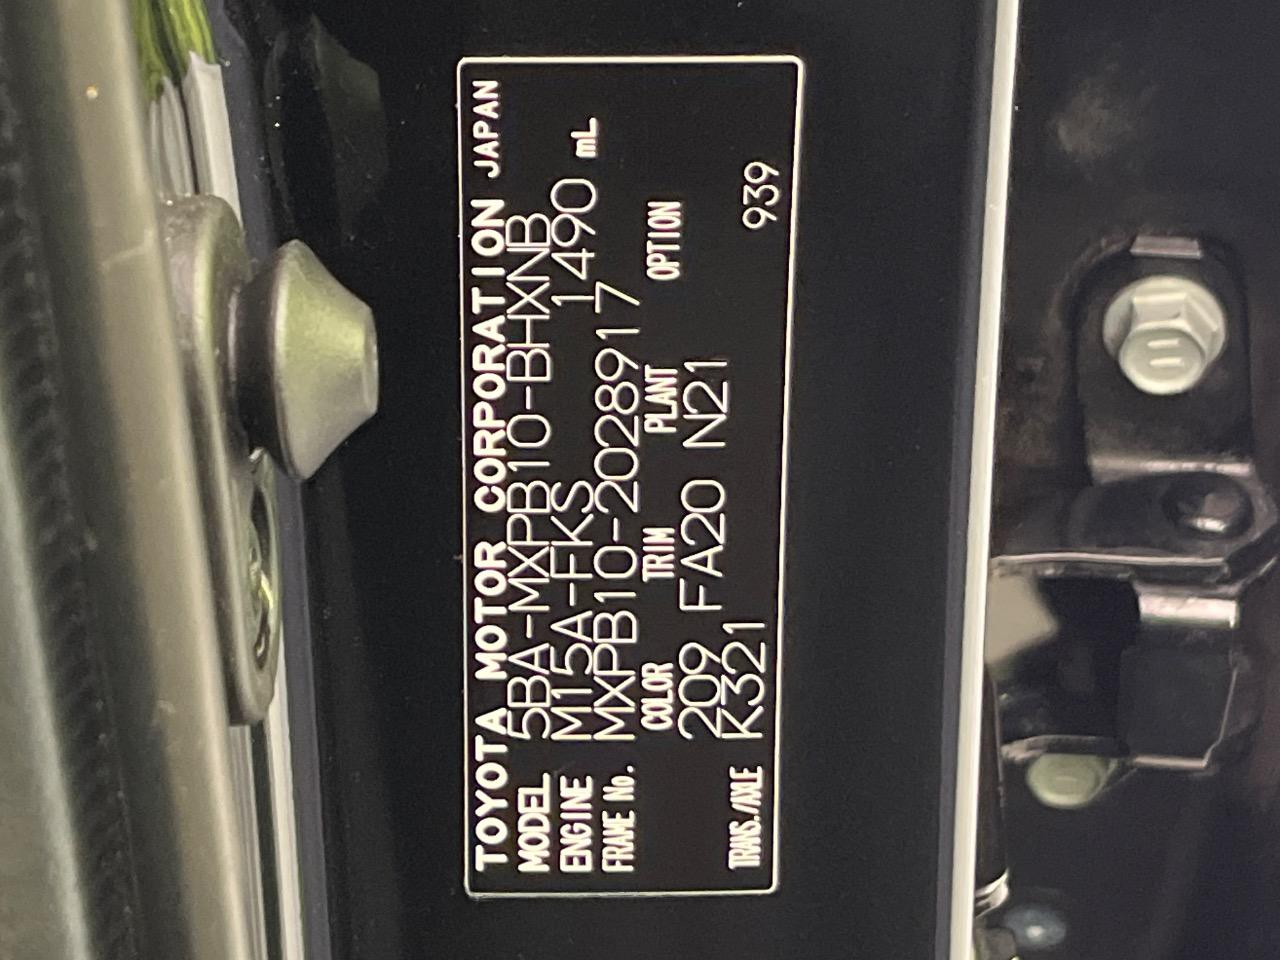 TOYOTA MOTOR CORPORATION JAPAN
MODEL 5BA-MXPB10-BHXNB
ENGINE M15A-FKS 1490 mL
FRAME No. MXPB10-2028917
COLOR TRIM PLANT OPTION
209 FA20 N21
TRANS./AXLE K321 939